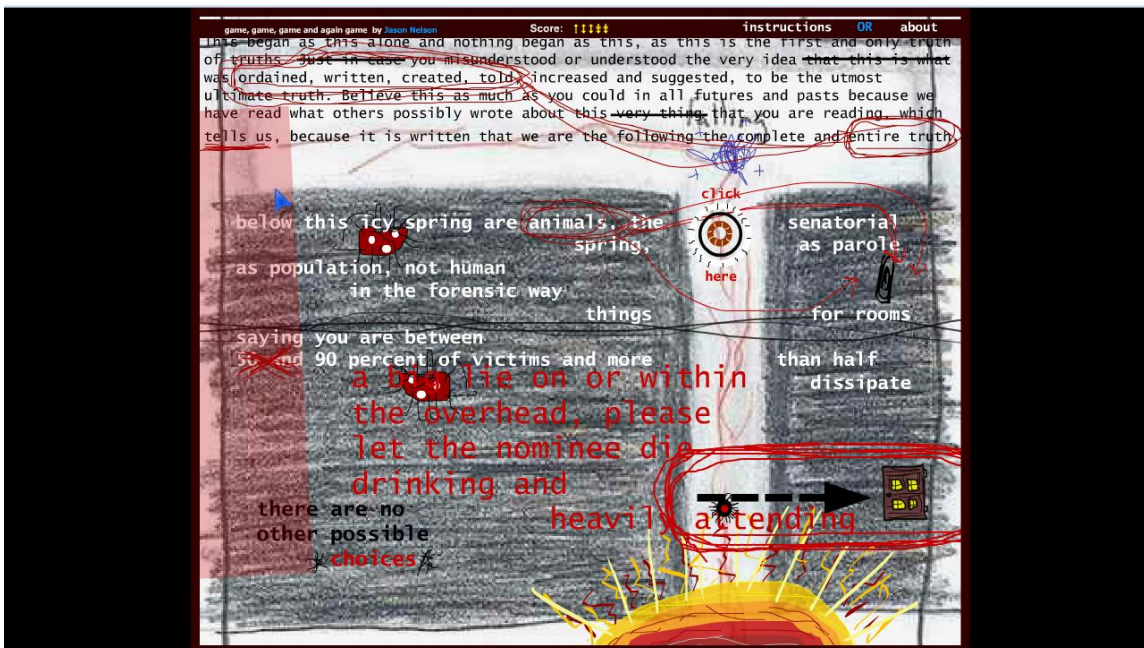 game, game, game and again game by Jason Nelson
Score:
instructions OR about
This began as this alone and nothing began as this, as this is the first and only truth
of truths. Just in case you misunderstood or understood the very idea that this is what
was ordained, written, created, told, increased and suggested, to be the utmost
ultimate truth. Believe this as much as you could in all futures and pasts because we
have read what others possibly wrote about this very thing that you are reading, which
tells us, because it is written that we are the following the complete and entire truth
falling
click
here
below this icy spring are animals, the senatorial
spring, as parole
as population, not human
in the forensic way
things for rooms
saying you are between
50 and 90 percent of victims and more than half
dissipate
a big lie on or within
the overhead, please
let the nominee die
drinking and
heavily attending
there are no
other possible
choices